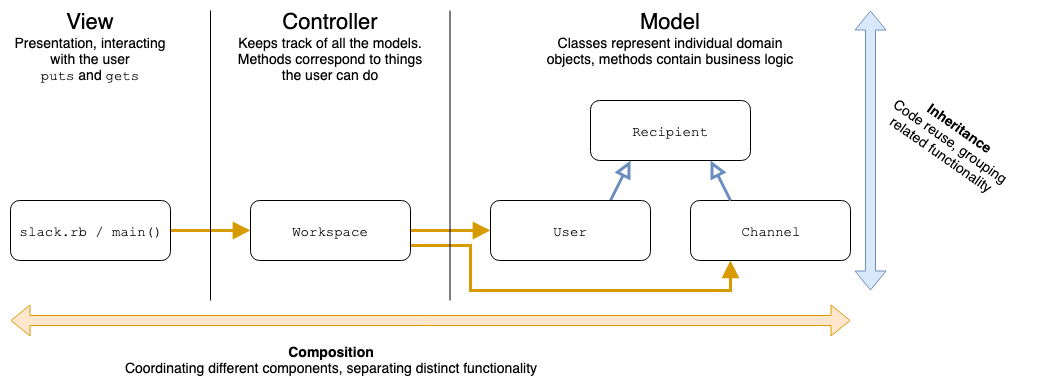 View
Presentation, interacting
with the user
puts and gets
Controller
Keeps track of all the models.
Methods correspond to things
the user can do
Model
Classes represent individual domain
objects, methods contain business logic
Recipient
slack.rb / main()
Workspace
User
Channel
Inheritance
Code reuse, grouping
related functionality
Composition
Coordinating different components, separating distinct functionality